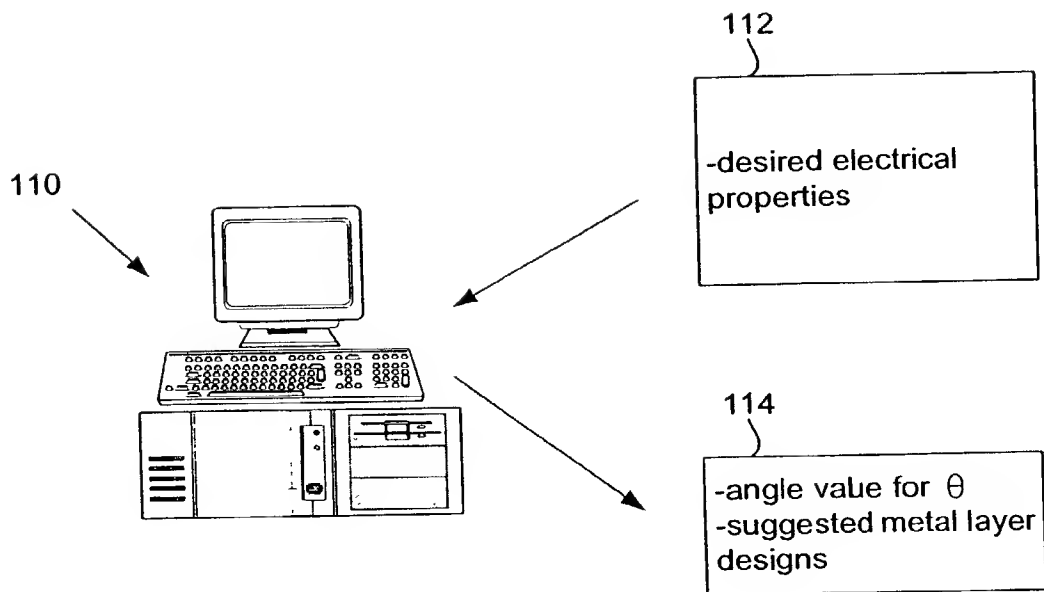 112
-desired electrical
properties
110
114
-angle value for θ
-suggested metal layer
designs